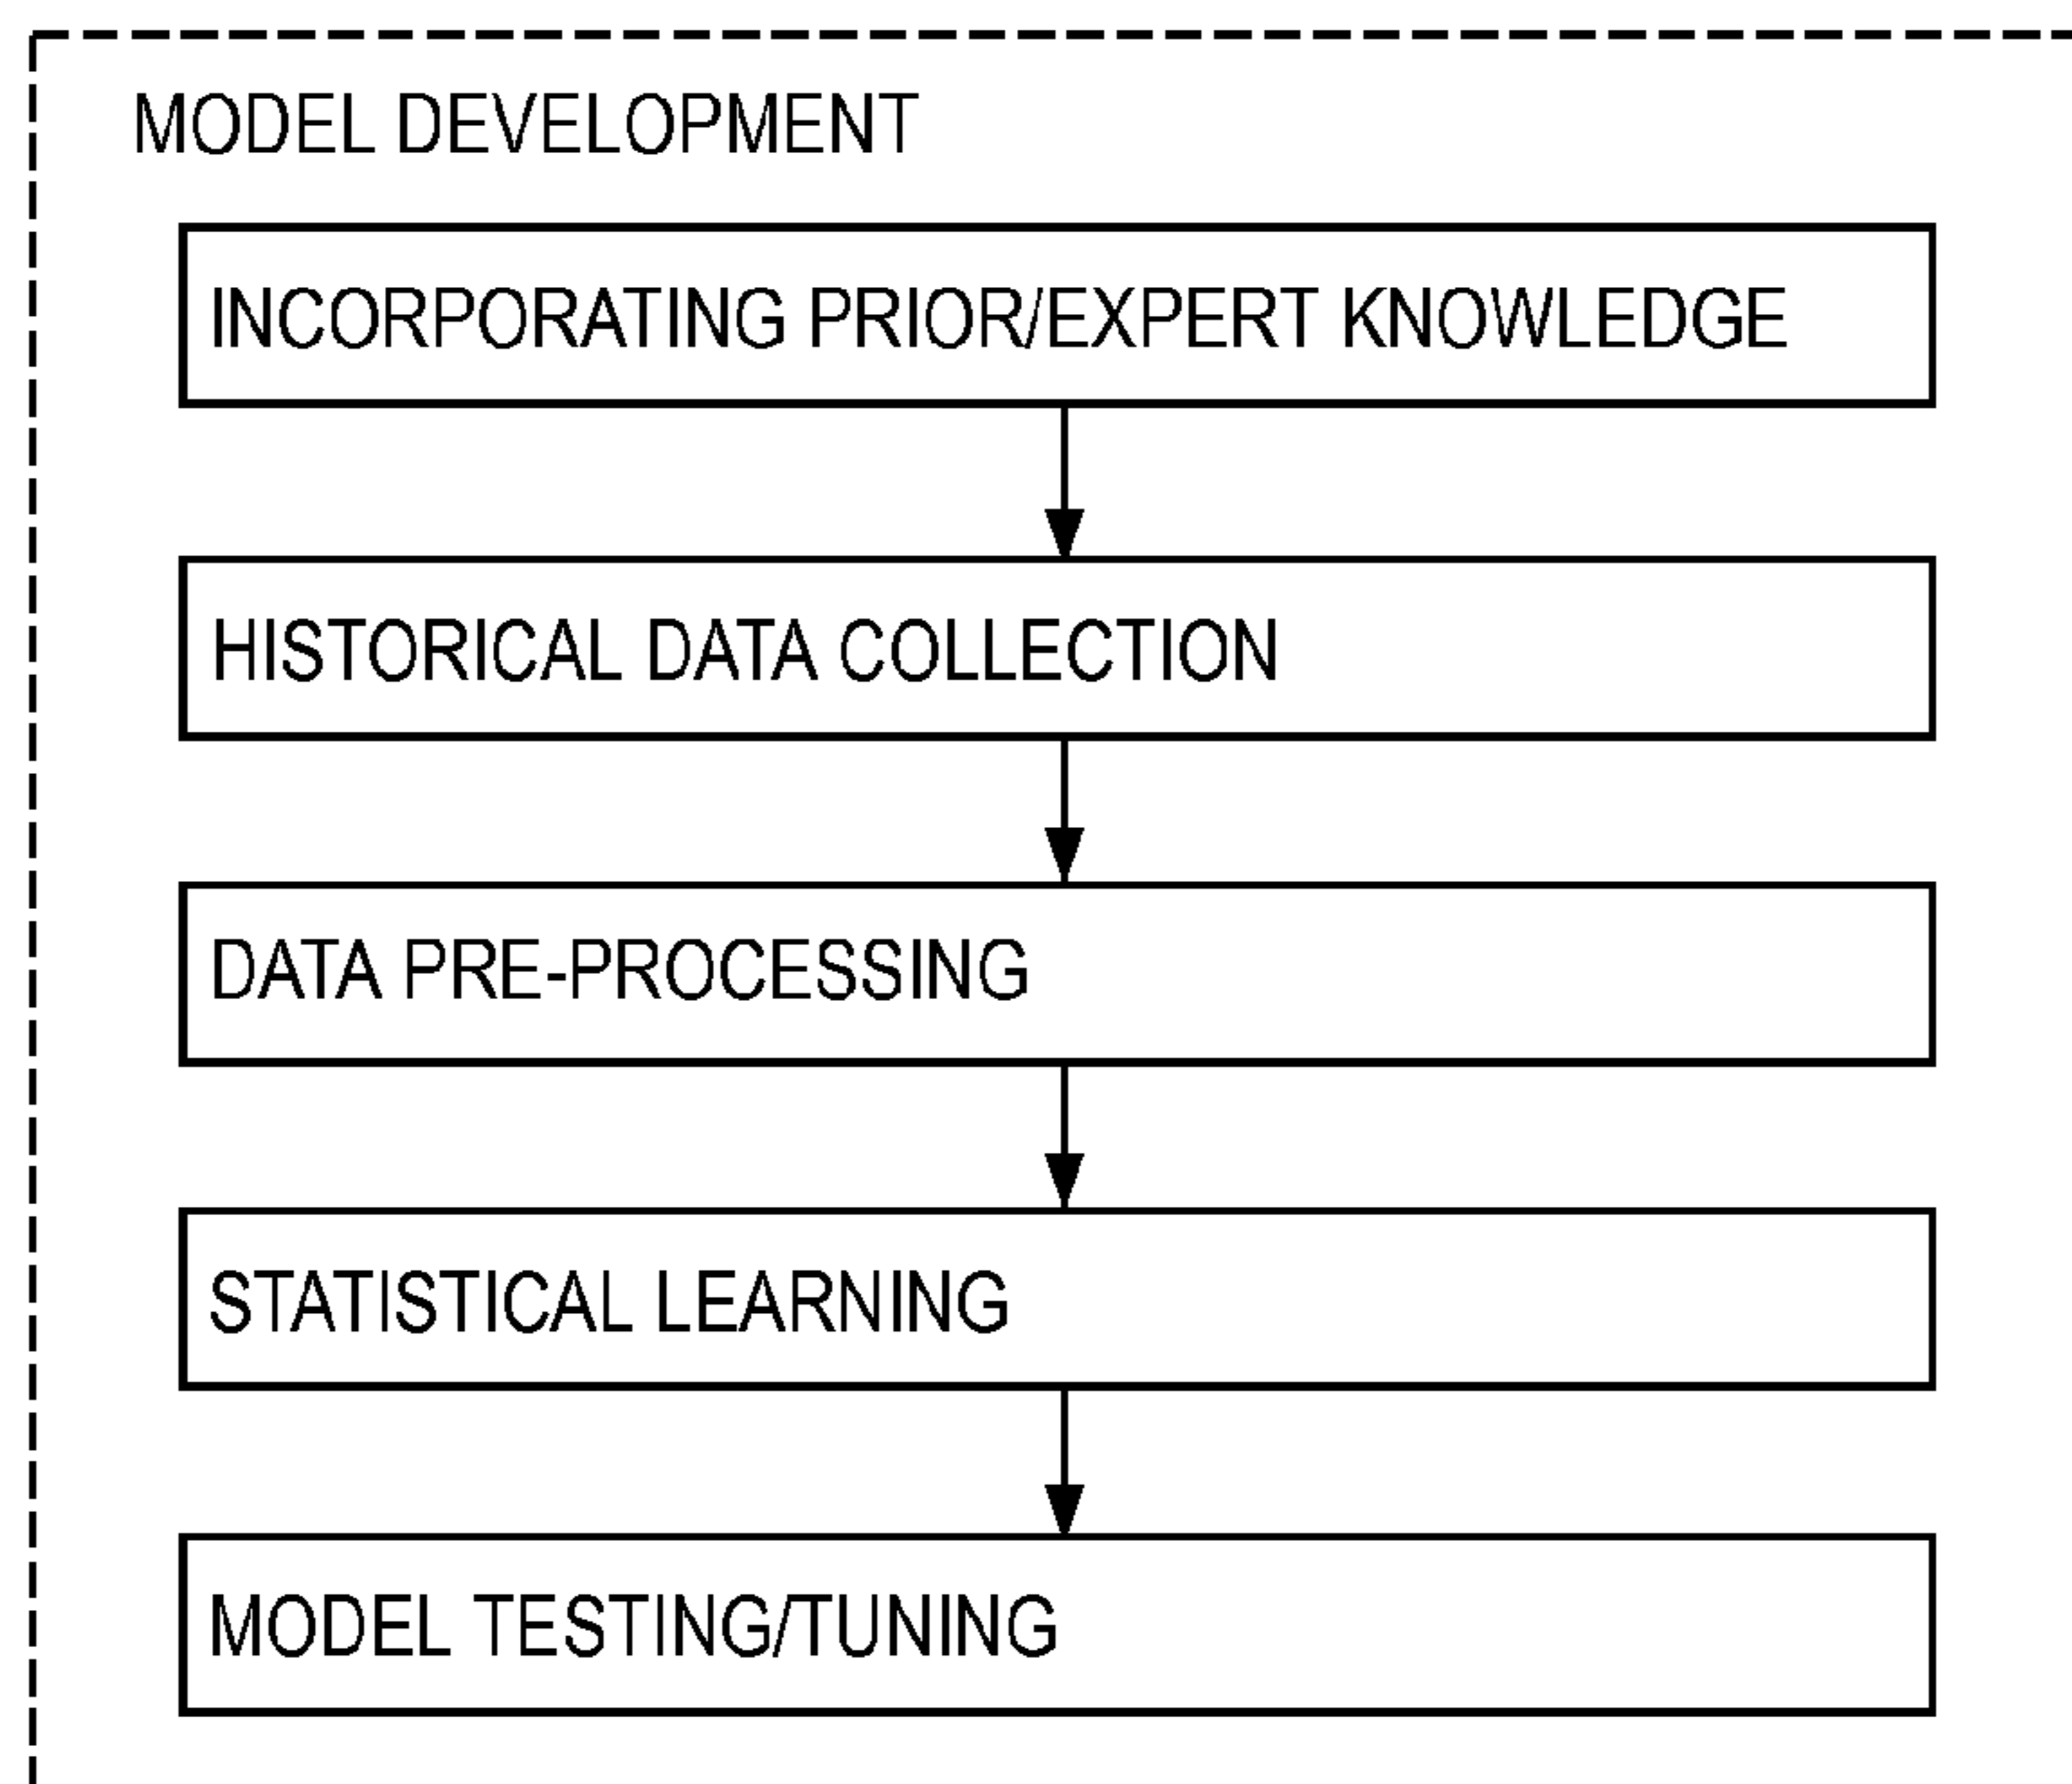 MODEL DEVELOPMENT
INCORPORATING PRIOR/EXPERT KNOWLEDGE
HISTORICAL DATA COLLECTION
DATA PRE-PROCESSING
STATISTICAL LEARNING
MODEL TESTING/TUNING